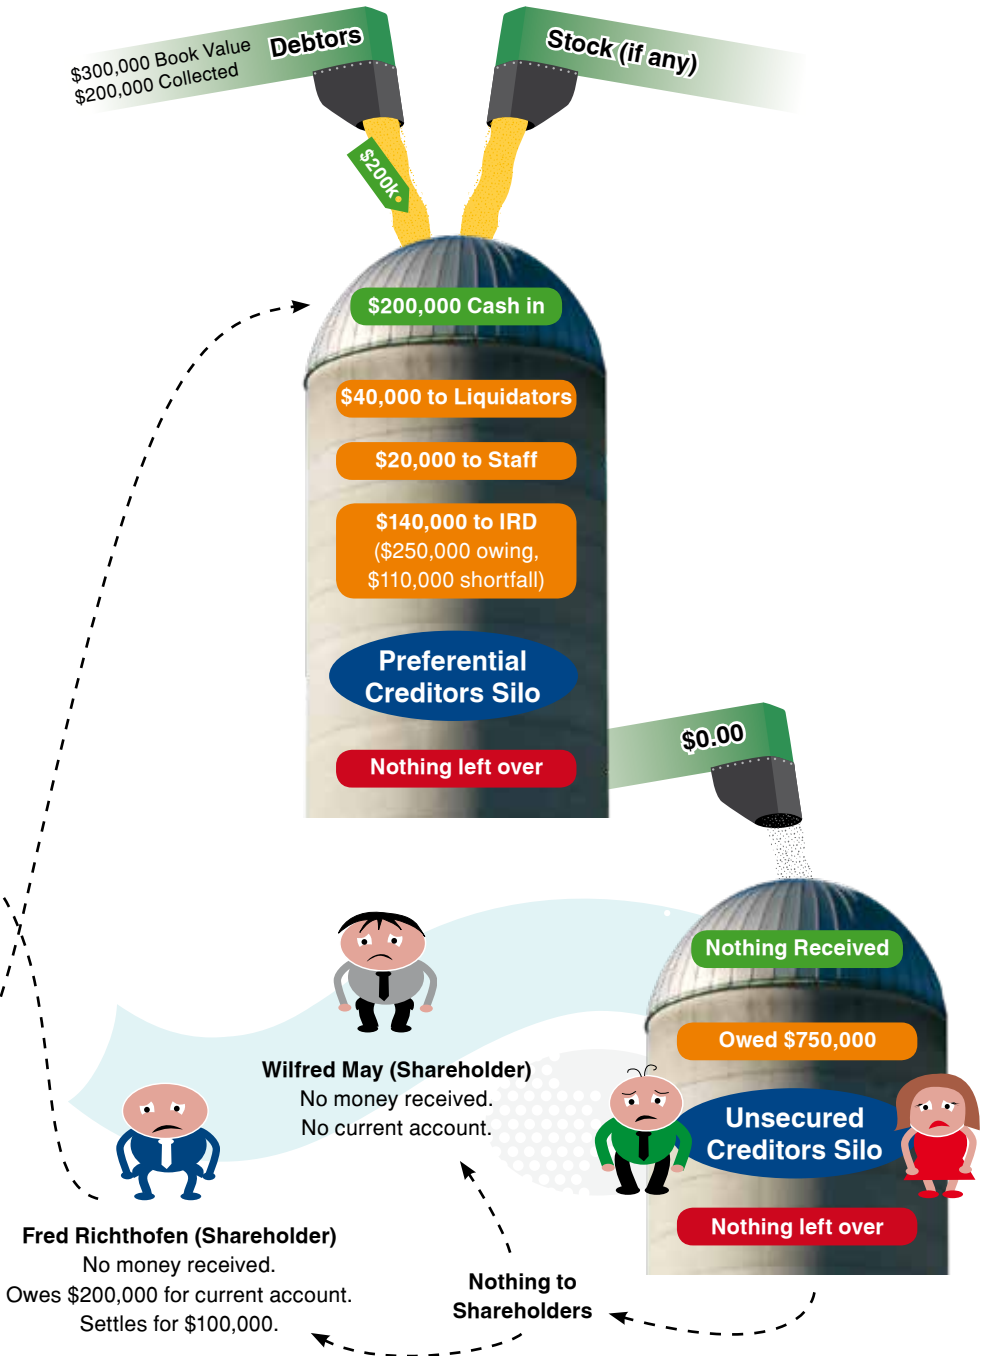 $300,000 Book Value
$200,000 Collected
Debtors
Stock (if any)
$200k
$200,000 Cash in
$40,000 to Liquidators
$20,000 to Staff
$140,000 to IRD
($250,000 owing,
$110,000 shortfall)
Preferential
Creditors Silo
Nothing left over
$0.00
Nothing Received
Owed $750,000
Unsecured
Creditors Silo
Nothing left over
Wilfred May (Shareholder)
No money received.
No current account.
Fred Richthofen (Shareholder)
No money received.
Owes $200,000 for current account.
Settles for $100,000.
Nothing to
Shareholders